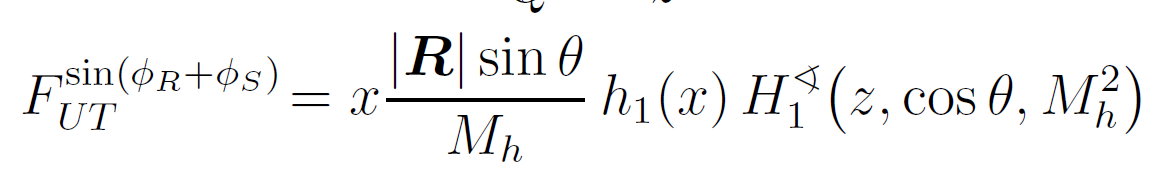 F_{UT}^{\sin(\phi_R+\phi_S)} = x \frac{|\boldsymbol{R}| \sin\theta}{M_h} h_1(x) H_1^{\sphericalangle}(z, \cos\theta, M_h^2)